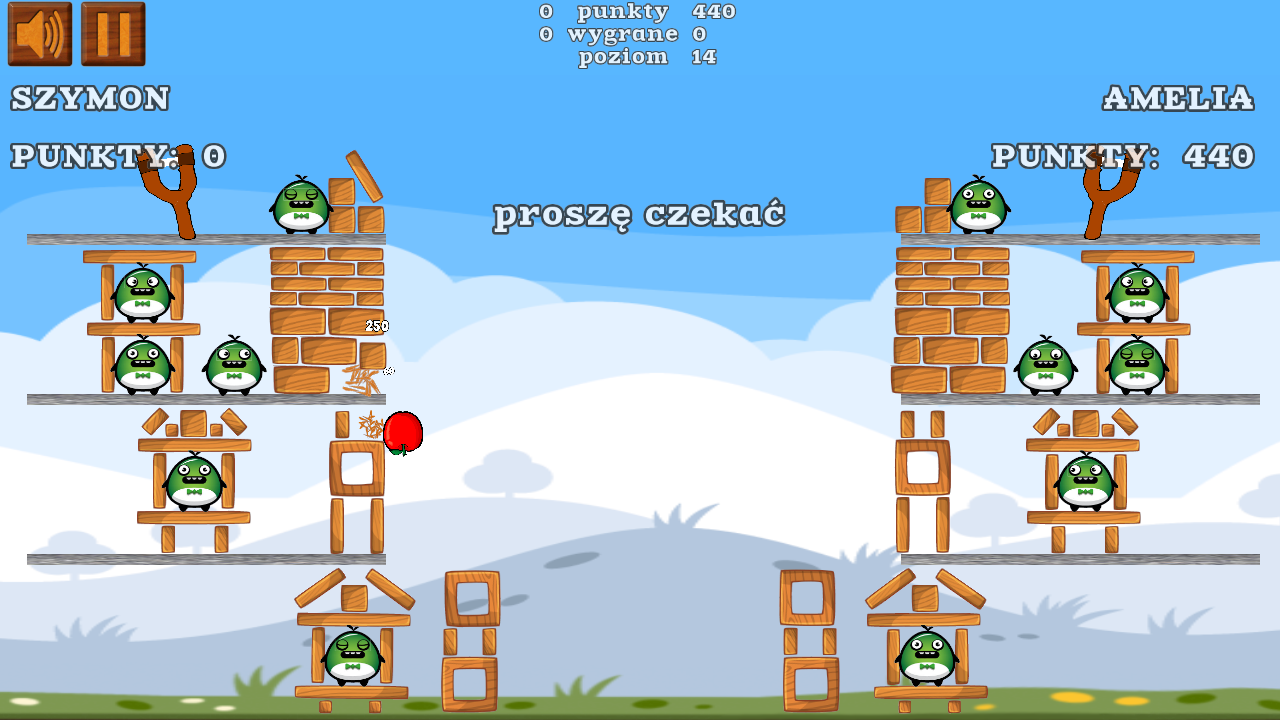 0 punkty 440
0 wygrane 0
poziom 14
SZYMON
AMELIA
PUNKTY: 0
PUNKTY: 440
proszę czekać
250